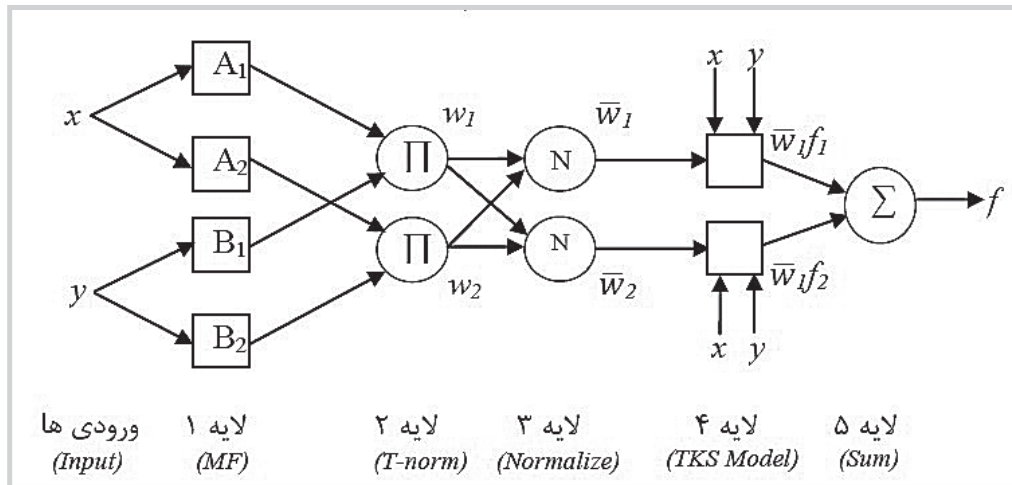 x
y
A₁
A₂
B₁
B₂
∏
∏
w₁
w₂
N
N
w̅₁
w̅₂
x y
w̅₁f₁
w̅₁f₂
x y
Σ
f
ورودی ها
(Input)
لایه ۱
(MF)
لایه ۲
(T-norm)
لایه ۳
(Normalize)
لایه ۴
(TKS Model)
لایه ۵
(Sum)